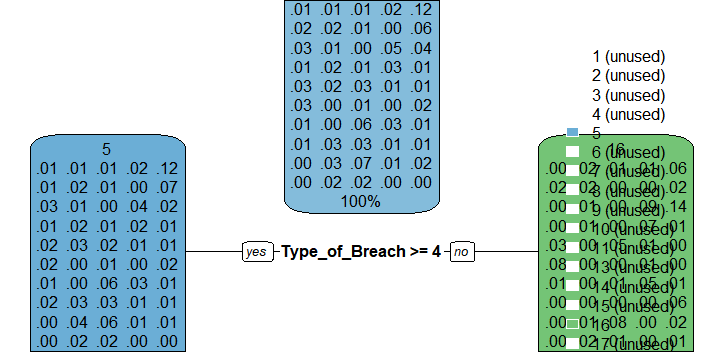 .01 .01 .01 .02 .12
.02 .02 .01 .00 .06
.03 .01 .00 .05 .04
.01 .02 .01 .03 .01
.03 .02 .03 .01 .01
.03 .00 .01 .00 .02
.01 .00 .06 .03 .01
.01 .03 .03 .01 .01
.00 .03 .07 .01 .02
.00 .02 .02 .00 .00
100%
5
.01 .01 .01 .02 .12
.01 .02 .01 .00 .07
.03 .01 .00 .04 .02
.01 .02 .01 .02 .01
.02 .03 .02 .01 .01
.02 .00 .01 .00 .02
.01 .00 .06 .03 .01
.02 .03 .03 .01 .01
.00 .04 .06 .01 .01
.00 .02 .02 .00 .00
yes Type_of_Breach >= 4 no
16
.00 .02 .01 .01 .06
.02 .02 .00 .00 .02
.00 .01 .00 .09 .14
.00 .01 .00 .07 .01
.03 .00 .05 .01 .00
.08 .00 .00 .01 .00
.01 .00 .01 .05 .01
.00 .00 .00 .00 .06
.00 .01 .08 .00 .02
.00 .02 .01 .00 .01
1 (unused)
2 (unused)
3 (unused)
4 (unused)
5
6 (unused)
7 (unused)
8 (unused)
9 (unused)
10 (unused)
11 (unused)
13 (unused)
14 (unused)
15 (unused)
16
17 (unused)